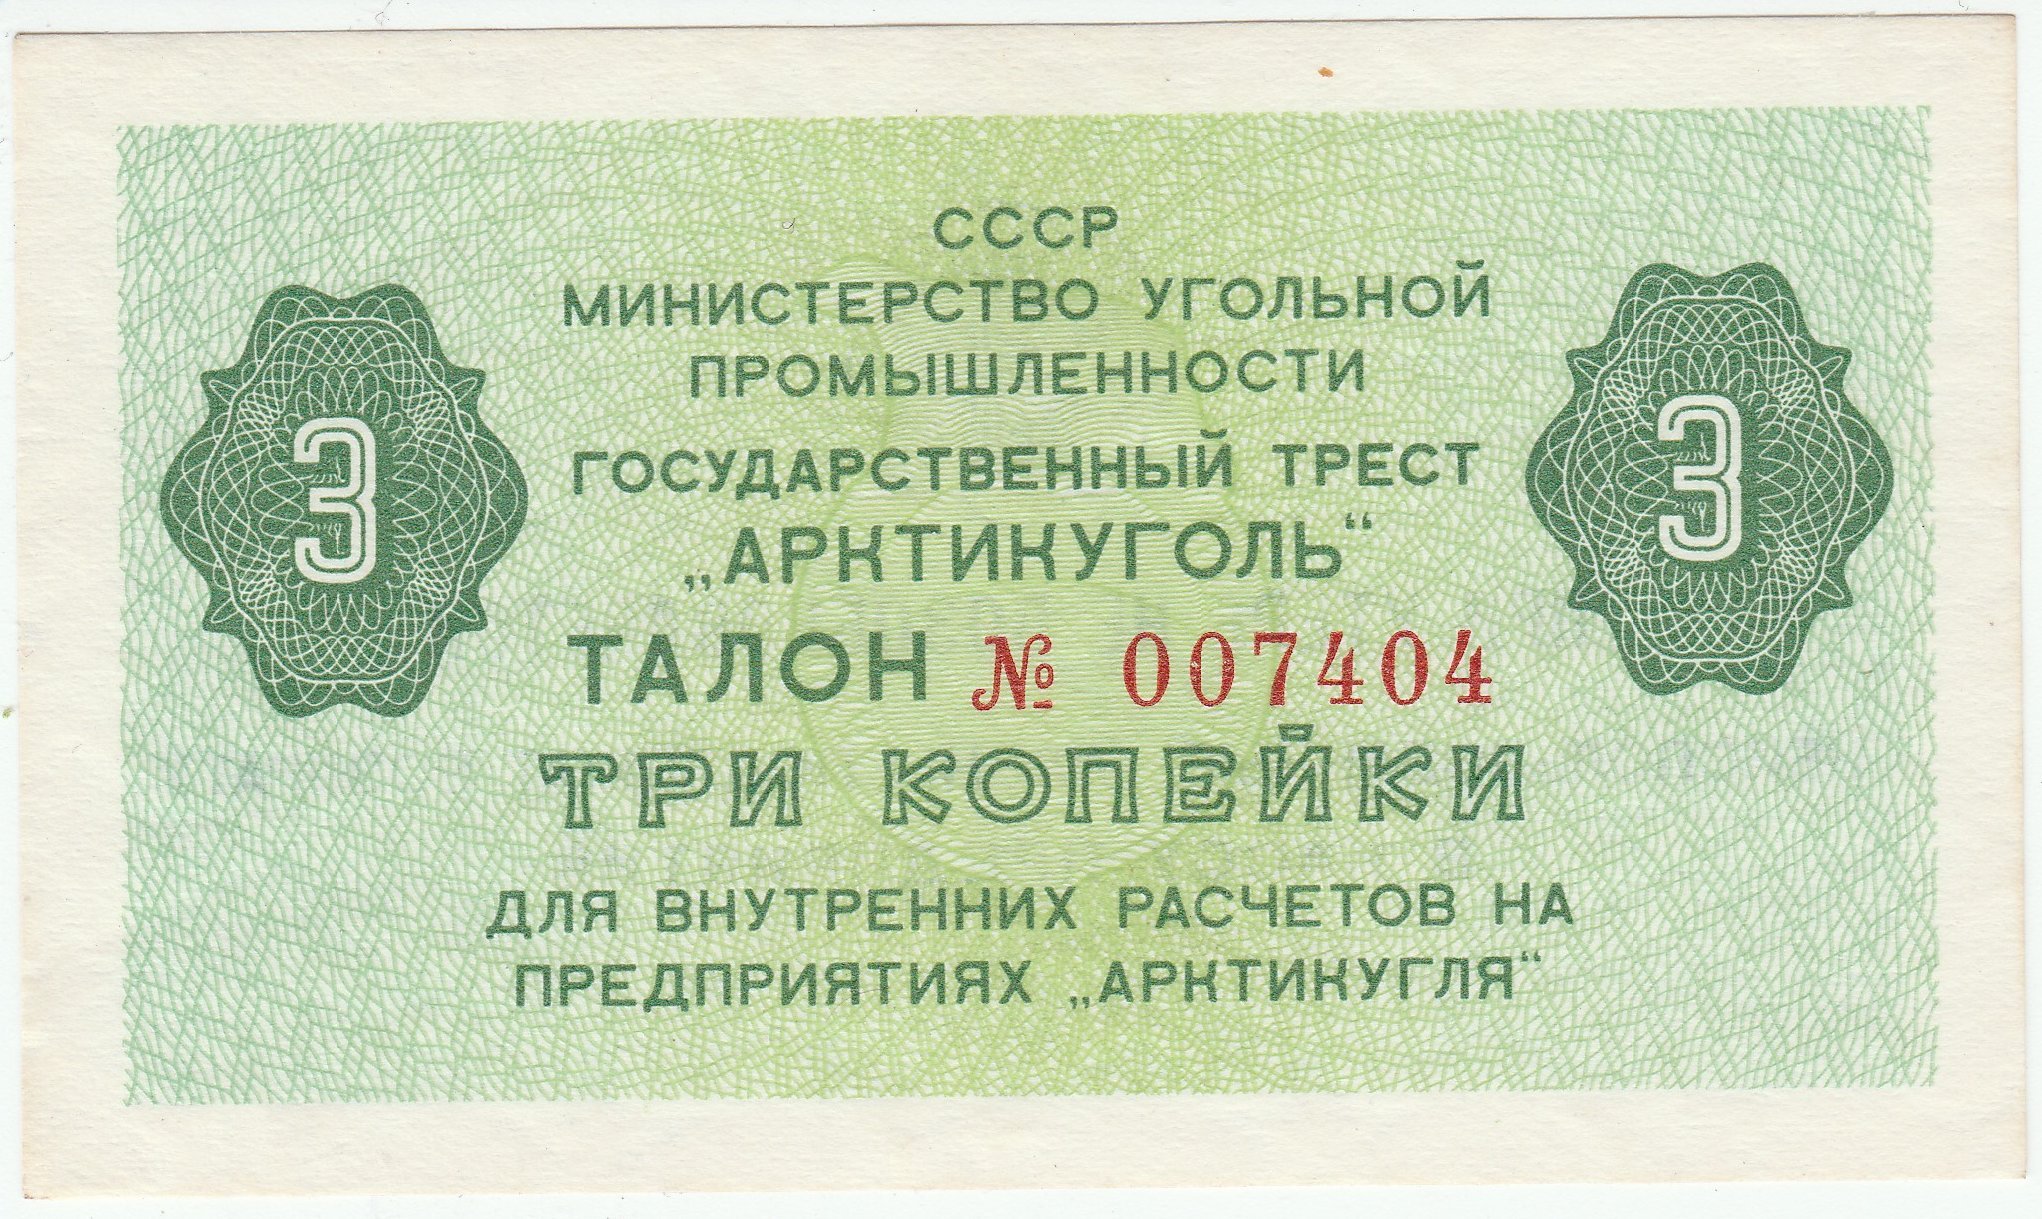 СССР
МИНИСТЕРСТВО УГОЛЬНОЙ
ПРОМЫШЛЕННОСТИ
ГОСУДАРСТВЕННЫЙ ТРЕСТ
„АРКТИКУГОЛЬ“
3
3
ТАЛОН № 007404
ТРИ КОПЕЙКИ
ДЛЯ ВНУТРЕННИХ РАСЧЕТОВ НА
ПРЕДПРИЯТИЯХ „АРКТИКУГЛЯ“